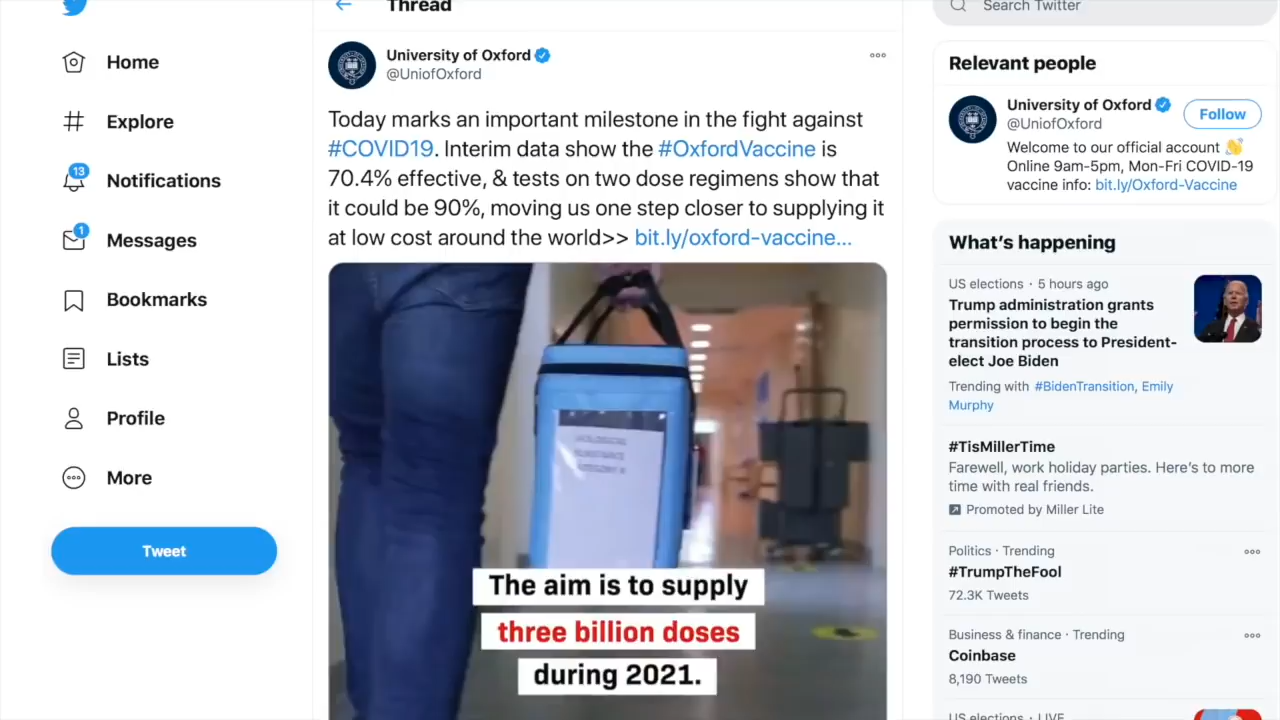 Home
Explore
13
Notifications
1
Messages
Bookmarks
Lists
Profile
More
Tweet
Thread
University of Oxford
@UniofOxford
Today marks an important milestone in the fight against
#COVID19. Interim data show the #OxfordVaccine is
70.4% effective, & tests on two dose regimens show that
it could be 90%, moving us one step closer to supplying it
at low cost around the world>> bit.ly/oxford-vaccine...
The aim is to supply
three billion doses
during 2021.
Search Twitter
Relevant people
University of Oxford
@UniofOxford
Follow
Welcome to our official account 👋
Online 9am-5pm, Mon-Fri COVID-19
vaccine info: bit.ly/Oxford-Vaccine
What's happening
US elections · 5 hours ago
Trump administration grants
permission to begin the
transition process to President-
elect Joe Biden
Trending with #BidenTransition, Emily
Murphy
#TisMillerTime
Farewell, work holiday parties. Here's to more
time with real friends.
Promoted by Miller Lite
Politics · Trending
#TrumpTheFool
72.3K Tweets
Business & finance · Trending
Coinbase
8,190 Tweets
US elections · LIVE